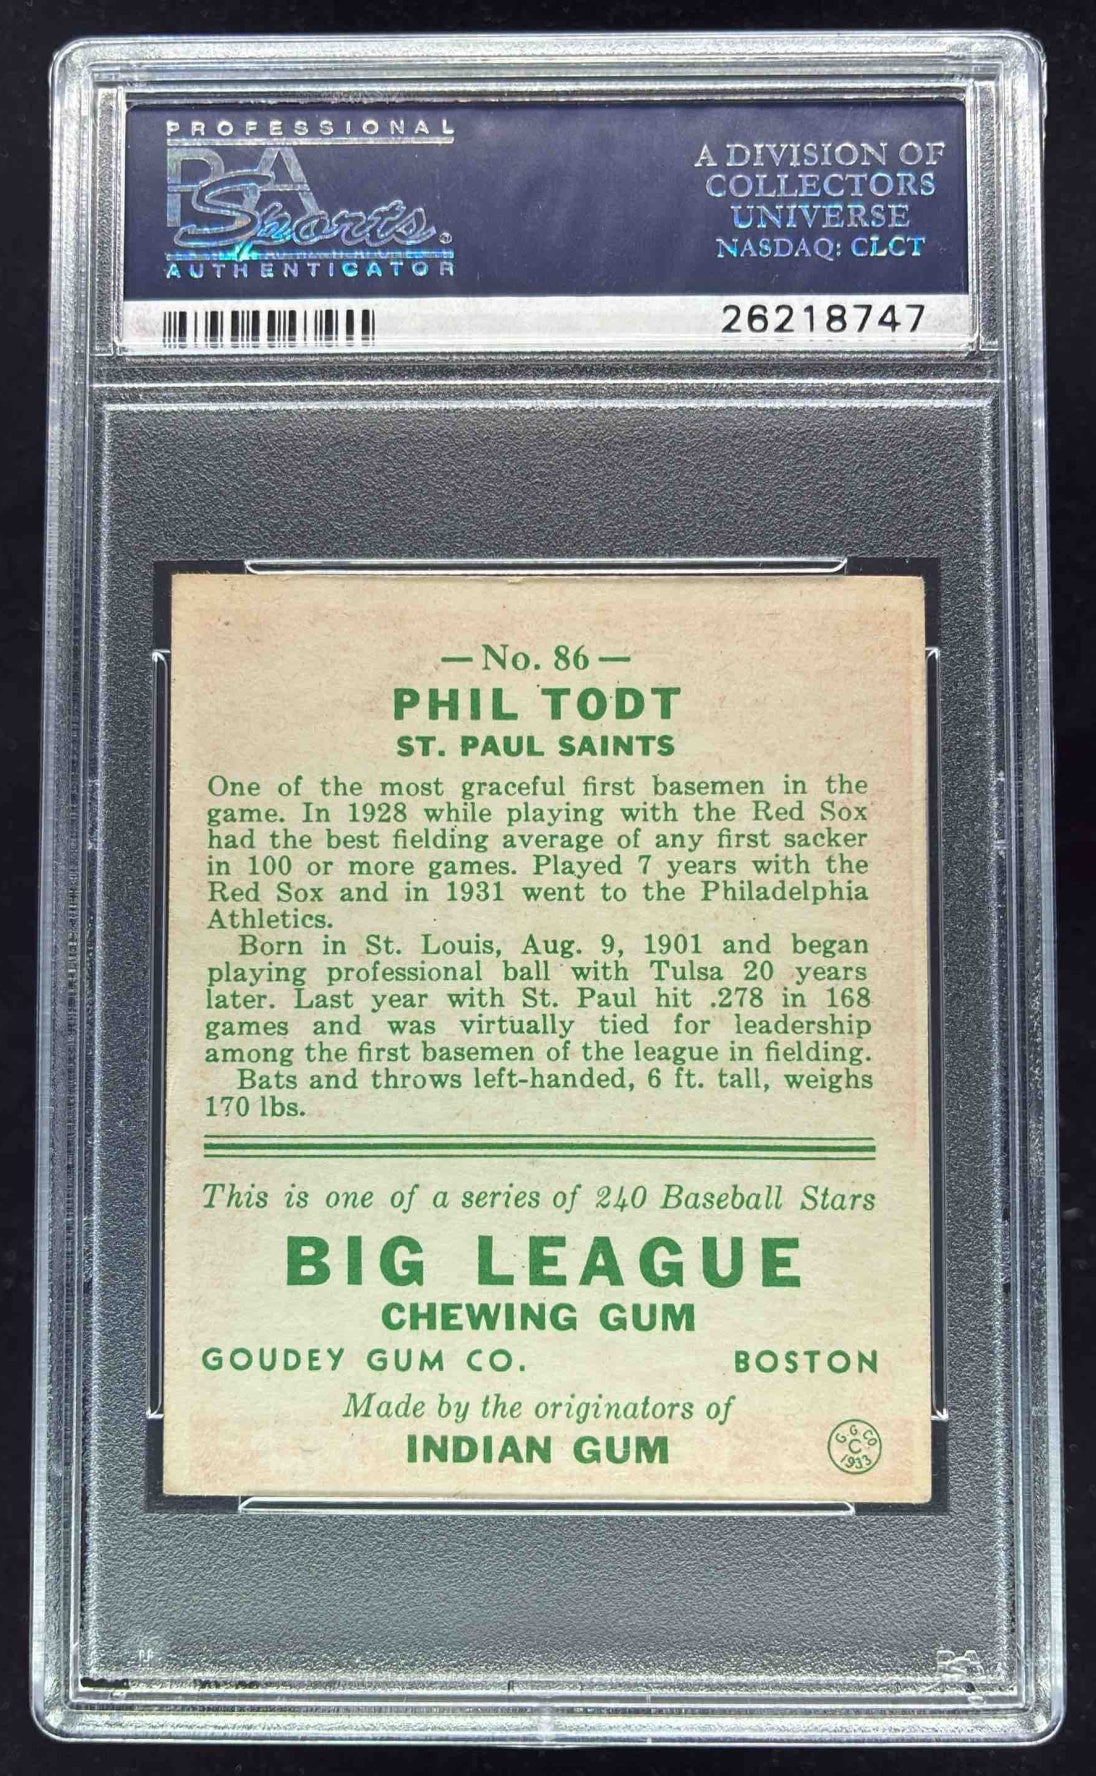 PROFESSIONAL
PSA
Sports
AUTHENTICATOR
A DIVISION OF
COLLECTORS
UNIVERSE
NASDAQ: CLCT
26218747
— No. 86 —
PHIL TODT
ST. PAUL SAINTS
One of the most graceful first basemen in the
game. In 1928 while playing with the Red Sox
had the best fielding average of any first sacker
in 100 or more games. Played 7 years with the
Red Sox and in 1931 went to the Philadelphia
Athletics.
Born in St. Louis, Aug. 9, 1901 and began
playing professional ball with Tulsa 20 years
later. Last year with St. Paul hit .278 in 168
games and was virtually tied for leadership
among the first basemen of the league in fielding.
Bats and throws left-handed, 6 ft. tall, weighs
170 lbs.
This is one of a series of 240 Baseball Stars
BIG LEAGUE
CHEWING GUM
GOUDEY GUM CO. BOSTON
Made by the originators of
INDIAN GUM
G G CO
C
1933
PSA